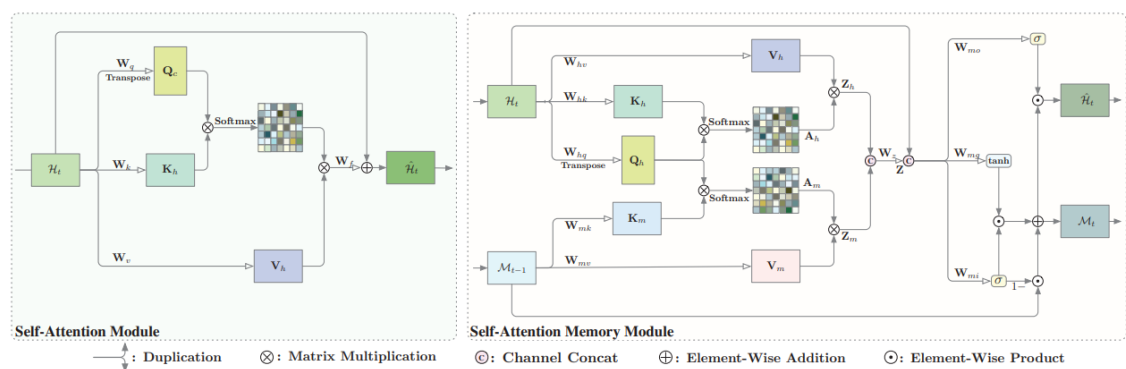 W_q
Transpose
Q_c
Softmax
H_t
W_k
K_h
W_f
Ĥ_t
W_v
V_h
Self-Attention Module
W_hv
V_h
Z_h
H_t
W_hk
K_h
Softmax
A_h
W_hq
Transpose
Q_h
Softmax
A_m
W_mk
K_m
M_{t-1}
W_mv
V_m
Z_m
C
W_z
Z
C
W_mo
σ
Ĥ_t
W_mg
tanh
M_t
W_mi
σ
1−
Self-Attention Memory Module
: Duplication
: Matrix Multiplication
C : Channel Concat
: Element-Wise Addition
: Element-Wise Product